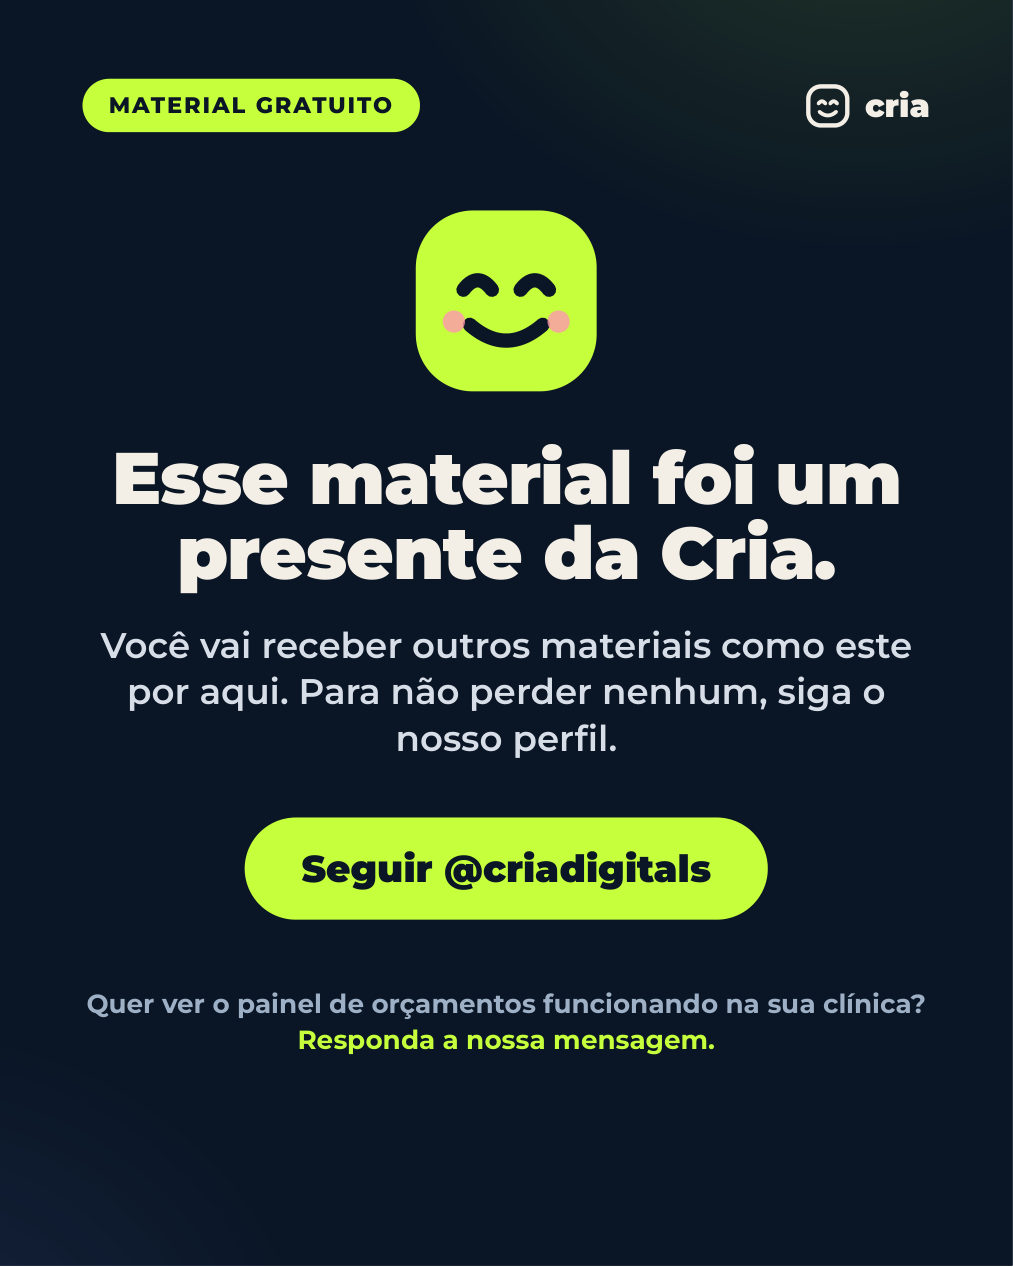 MATERIAL GRATUITO
cria
Esse material foi um
presente da Cria.
Você vai receber outros materiais como este
por aqui. Para não perder nenhum, siga o
nosso perfil.
Seguir @criadigitals
Quer ver o painel de orçamentos funcionando na sua clínica?
Responda a nossa mensagem.